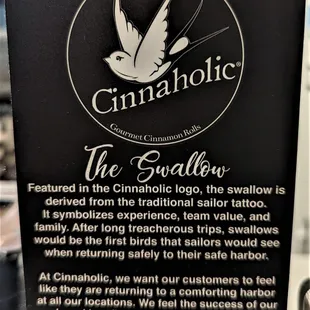 Cinnaholic®
Gourmet Cinnamon Rolls
The Swallow
Featured in the Cinnaholic logo, the swallow is
derived from the traditional sailor tattoo.
It symbolizes experience, team value, and
family. After long treacherous trips, swallows
would be the first birds that sailors would see
when returning safely to their safe harbor.
At Cinnaholic, we want our customers to feel
like they are returning to a comforting harbor
at all our locations. We feel the success of our